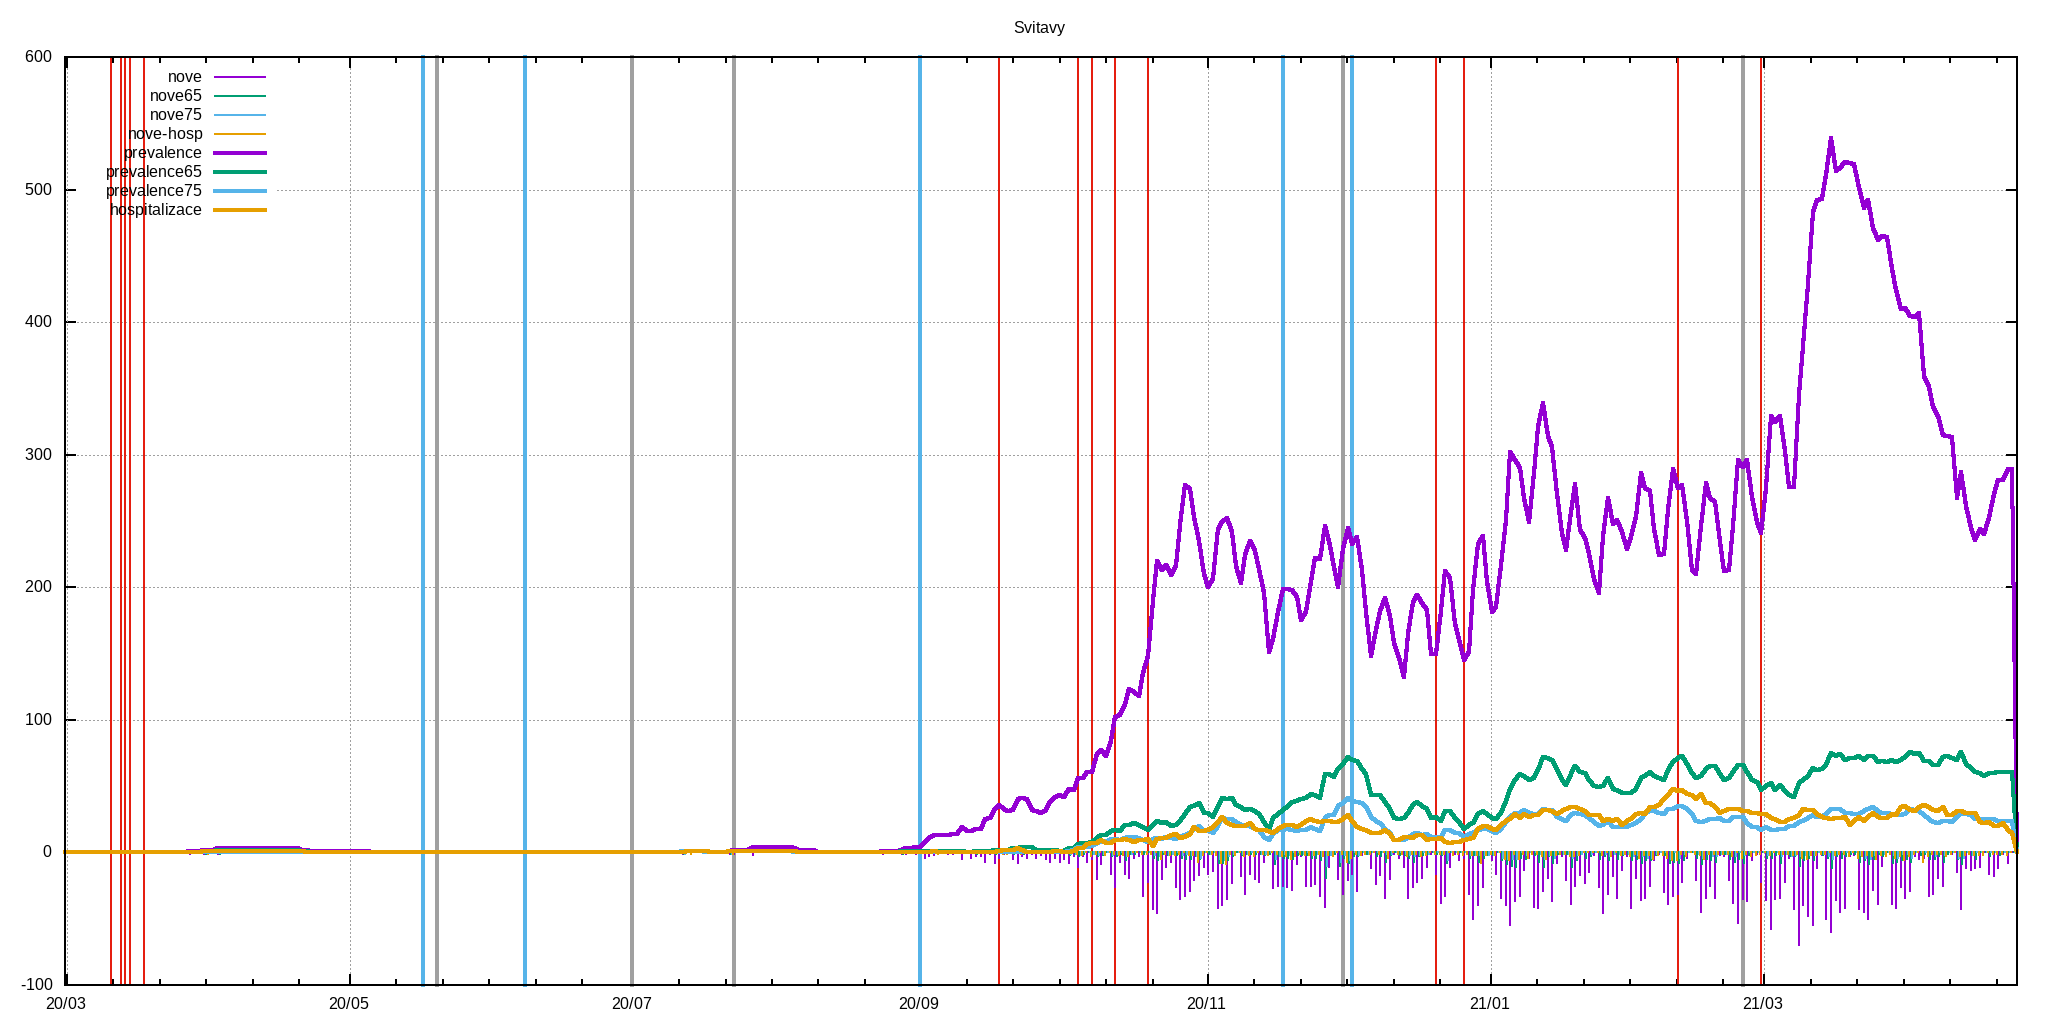 Svitavy
600
500
400
300
200
100
0
-100
nove
nove65
nove75
nove-hosp
prevalence
prevalence65
prevalence75
hospitalizace
20/03 20/05 20/07 20/09 20/11 21/01 21/03